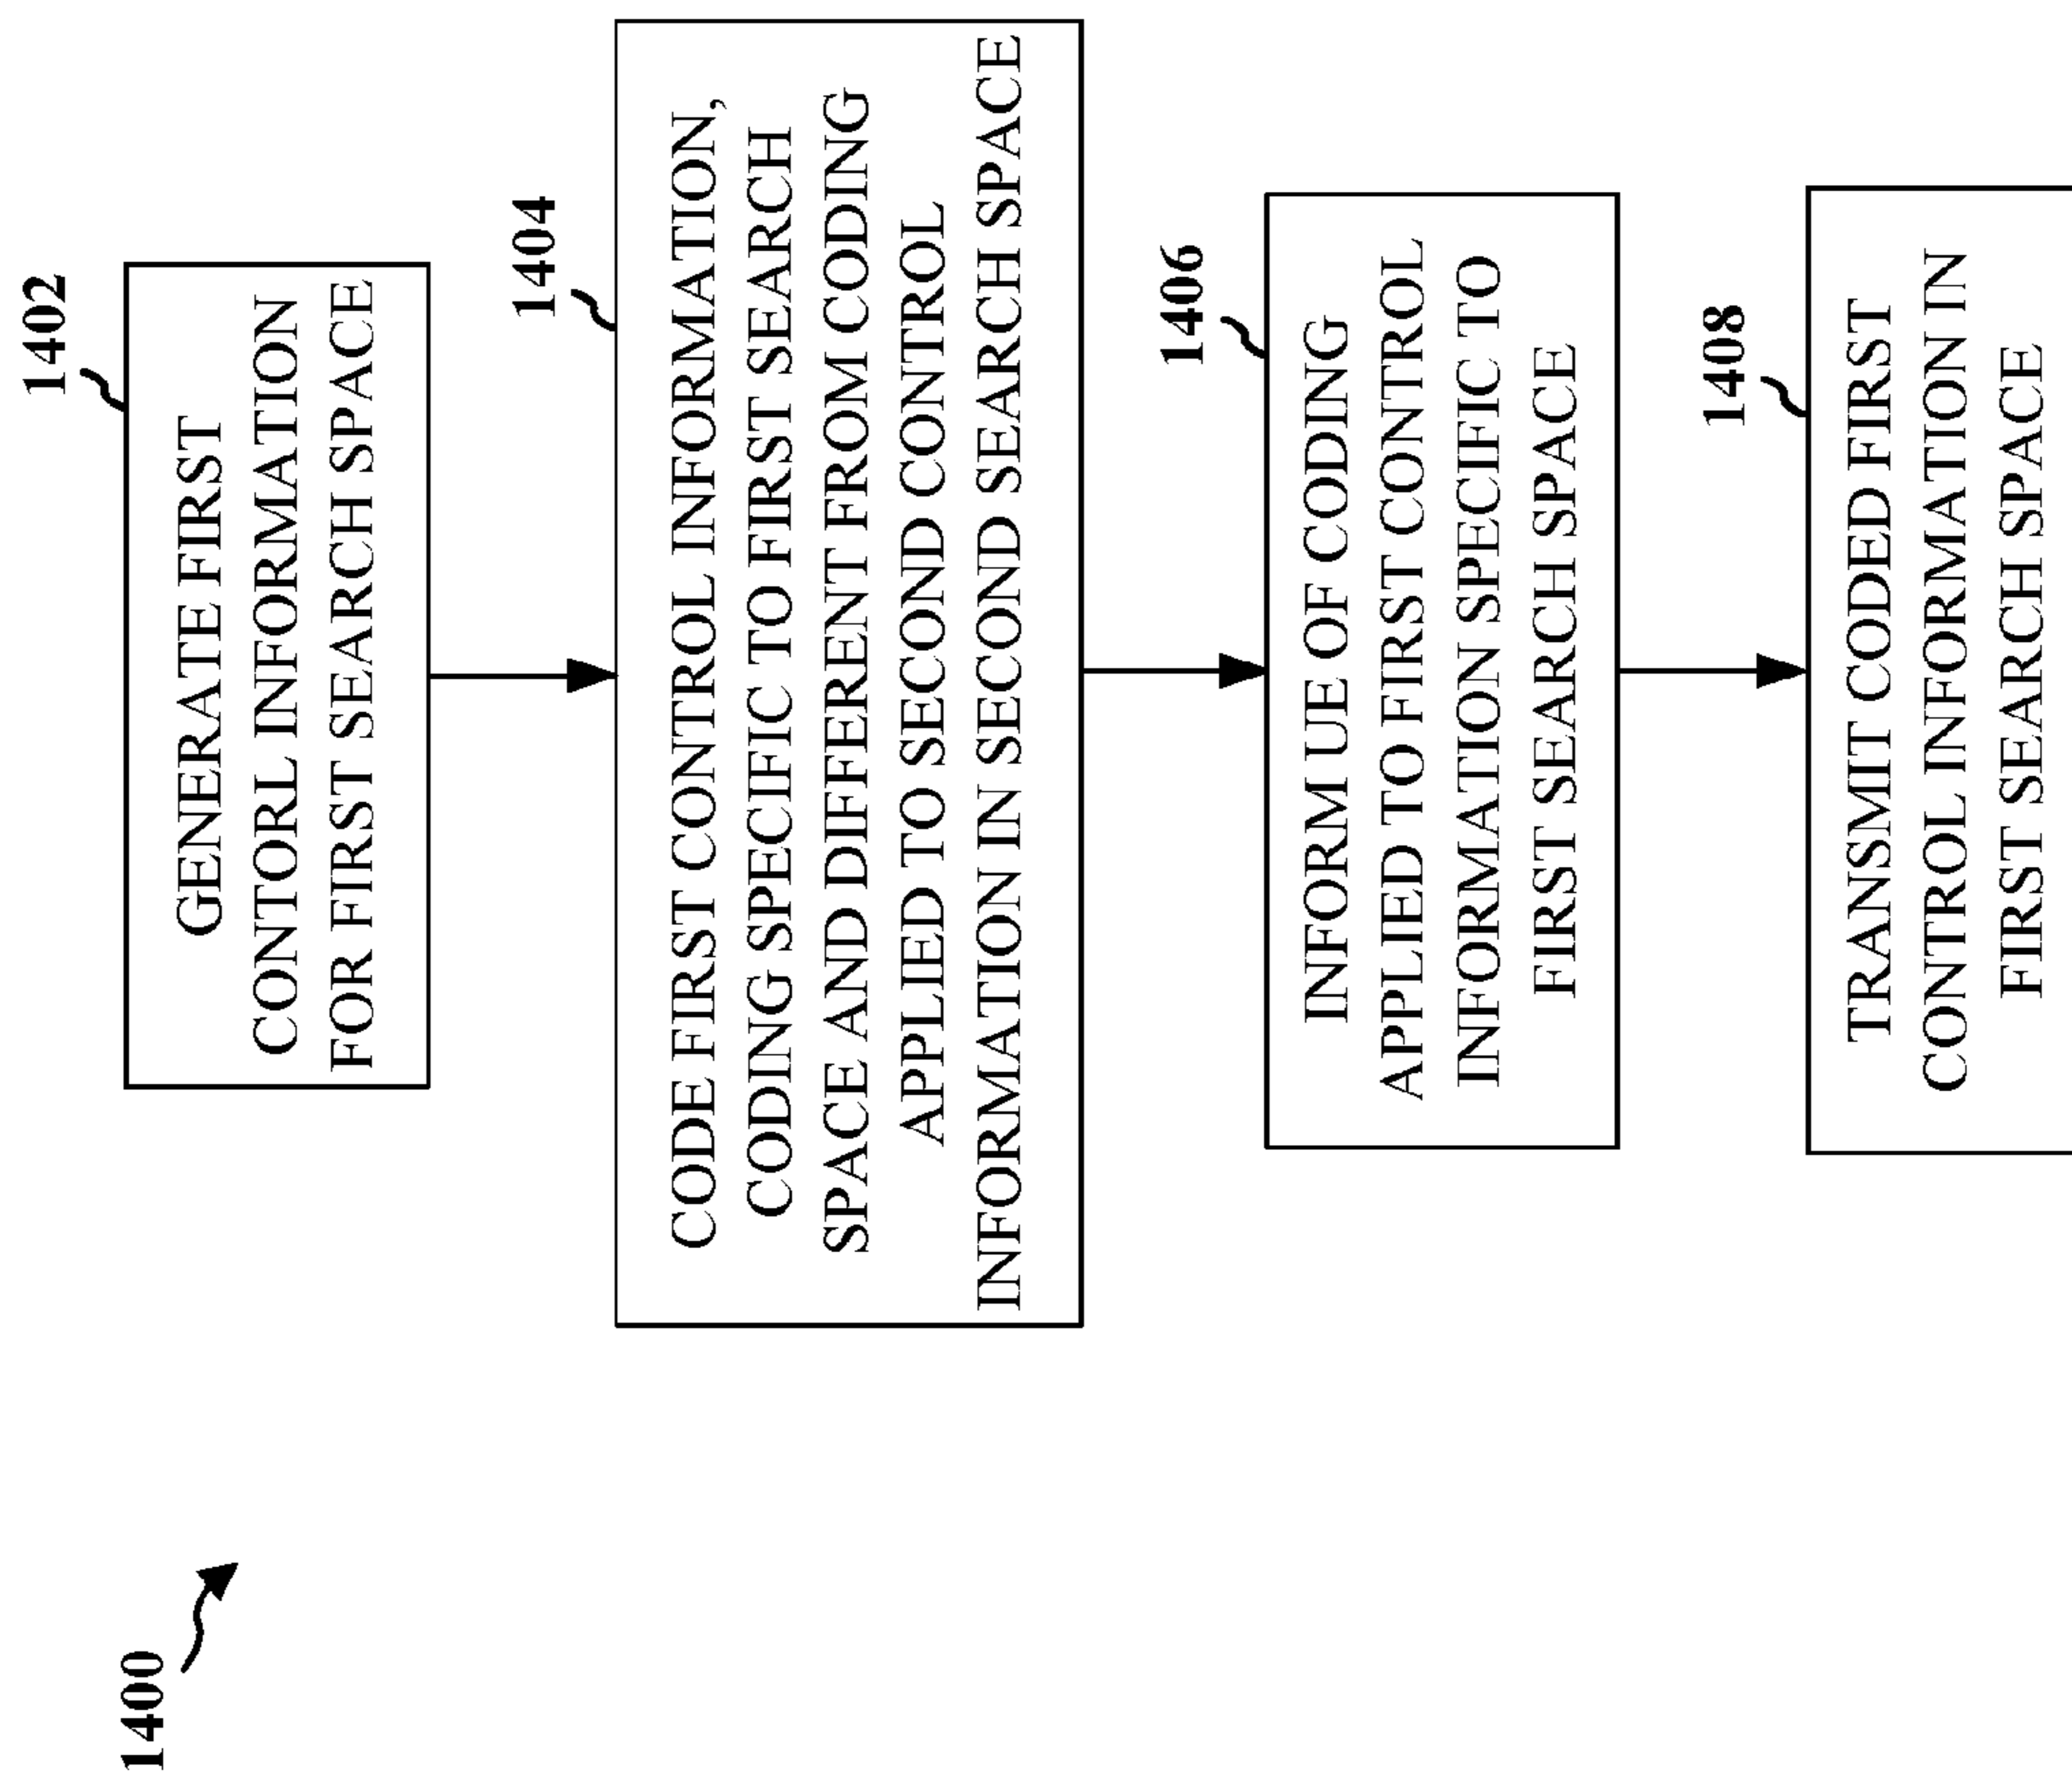 1400
1402
GENERATE FIRST
CONTORL INFORMATION
FOR FIRST SEARCH SPACE
1404
CODE FIRST CONTROL INFORMATION,
CODING SPECIFIC TO FIRST SEARCH
SPACE AND DIFFERENT FROM CODING
APPLIED TO SECOND CONTROL
INFORMATION IN SECOND SEARCH SPACE
1406
INFORM UE OF CODING
APPLIED TO FIRST CONTROL
INFORMATION SPECIFIC TO
FIRST SEARCH SPACE
1408
TRANSMIT CODED FIRST
CONTROL INFORMATION IN
FIRST SEARCH SPACE